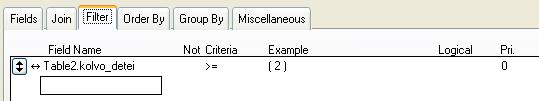 Fields Join Filter Order By Group By Miscellaneous
Field Name Not Criteria Example Logical Pri.
Table2.kolvo_detei >= ( 2 ) 0